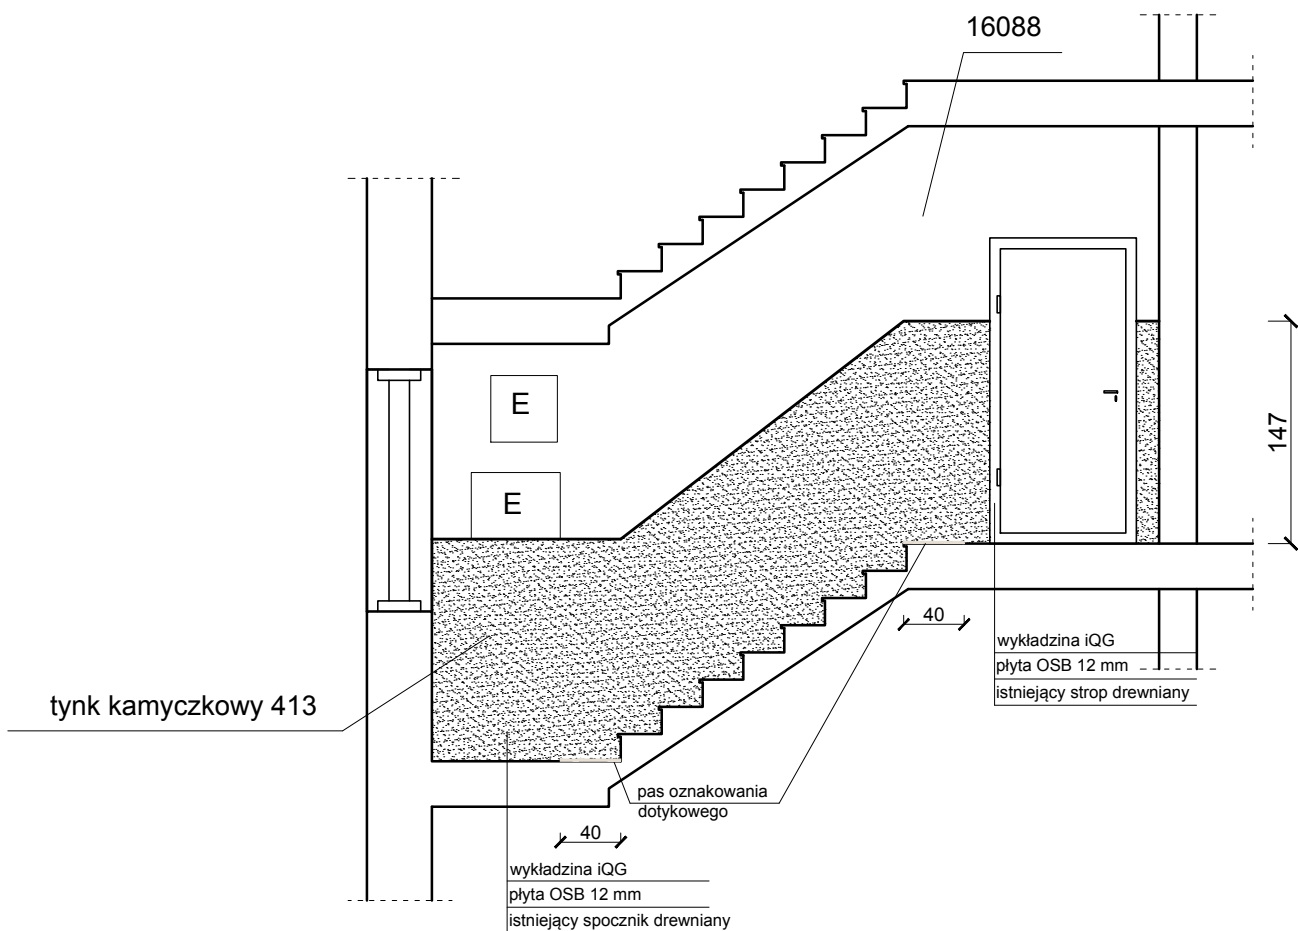 16088
E
E
147
40
wykładzina iQG
płyta OSB 12 mm
istniejący strop drewniany
tynk kamyczkowy 413
pas oznakowania
dotykowego
40
wykładzina iQG
płyta OSB 12 mm
istniejący spocznik drewniany